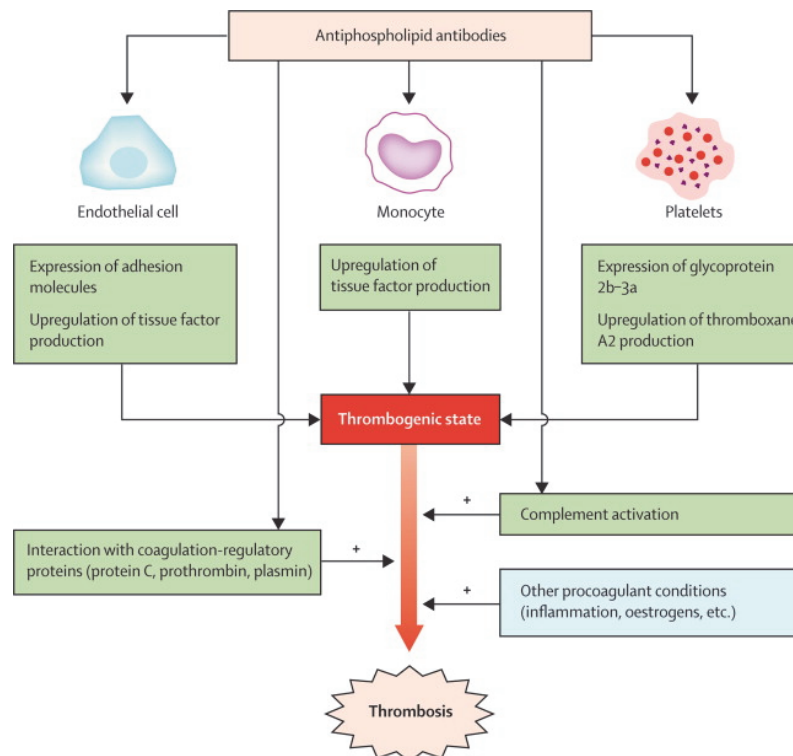 Antiphospholipid antibodies
Endothelial cell
Monocyte
Platelets
Expression of adhesion
molecules
Upregulation of tissue factor
production
Upregulation of
tissue factor production
Expression of glycoprotein
2b–3a
Upregulation of thromboxane
A2 production
Thrombogenic state
+
Complement activation
Interaction with coagulation-regulatory
proteins (protein C, prothrombin, plasmin)
+
+
Other procoagulant conditions
(inflammation, oestrogens, etc.)
Thrombosis